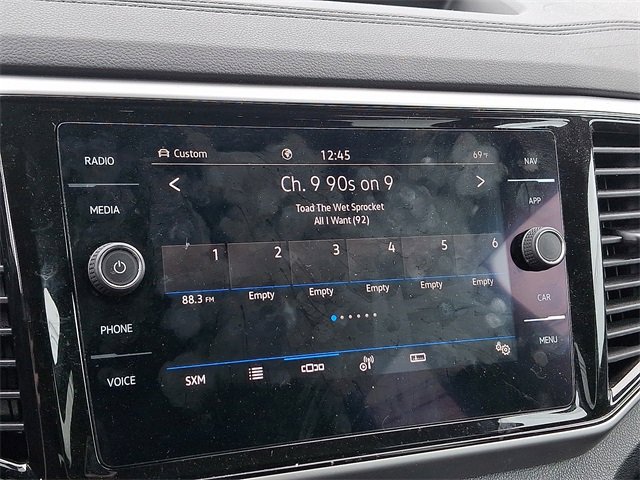 RADIO
MEDIA
PHONE
VOICE
Custom 12:45 69°F
< Ch. 9 90s on 9 >
Toad The Wet Sprocket
All I Want (92)
1 2 3 4 5 6
88.3 FM Empty Empty Empty Empty Empty
SXM
NAV
APP
CAR
MENU